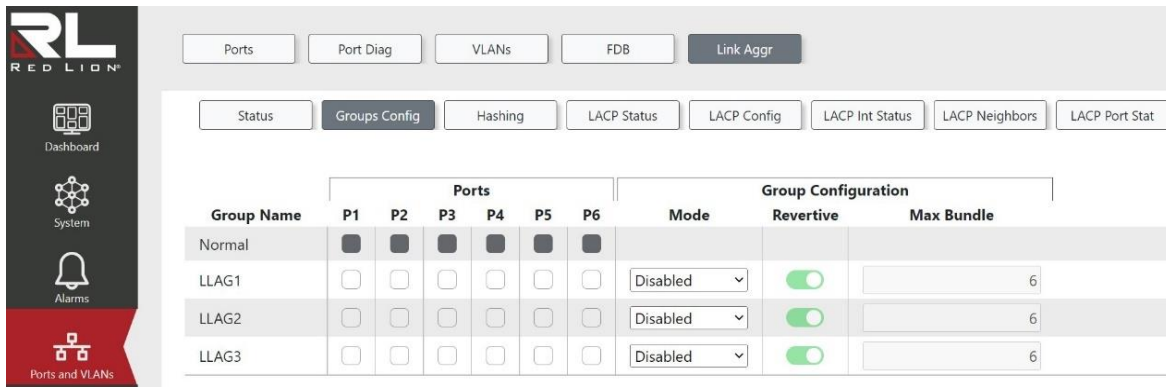 RED LION®
Ports Port Diag VLANs FDB Link Aggr
Status Groups Config Hashing LACP Status LACP Config LACP Int Status LACP Neighbors LACP Port Stat
Dashboard
System
Alarms
Ports and VLANs
Ports Group Configuration
Group Name P1 P2 P3 P4 P5 P6 Mode Revertive Max Bundle
Normal
LLAG1 Disabled 6
LLAG2 Disabled 6
LLAG3 Disabled 6